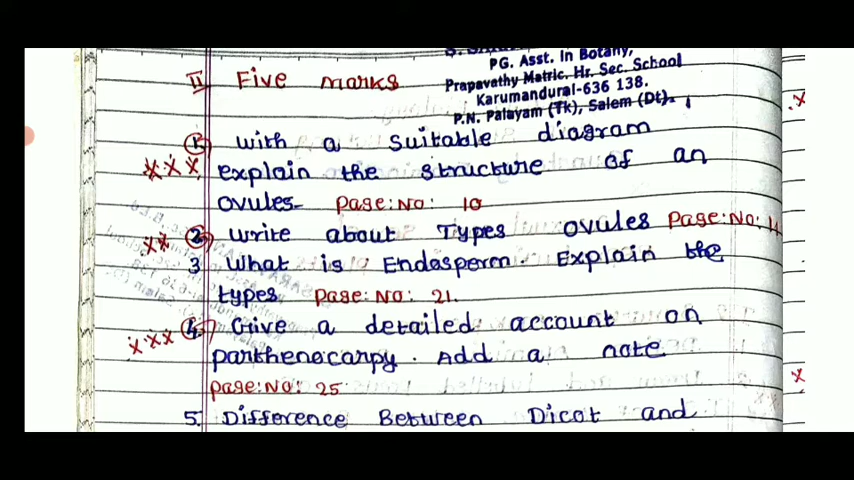 PG. Asst. In Botany,
Prapavathy Matric. Hr. Sec. School
Karumandurai-636 138.
P.N. Palayam (Tk), Salem (Dt).
II Five marks
1. with a suitable diagram
xxx explain the structure of an
ovules- Page:No: 10
xx 2. Write about Types ovules Page:No:
3 What is Endosperm. Explain the
types Page:No: 21.
xxx 4. Give a detailed account on
parthenocarpy. Add a note
Page:No: 25
5. Difference Between Dicot and